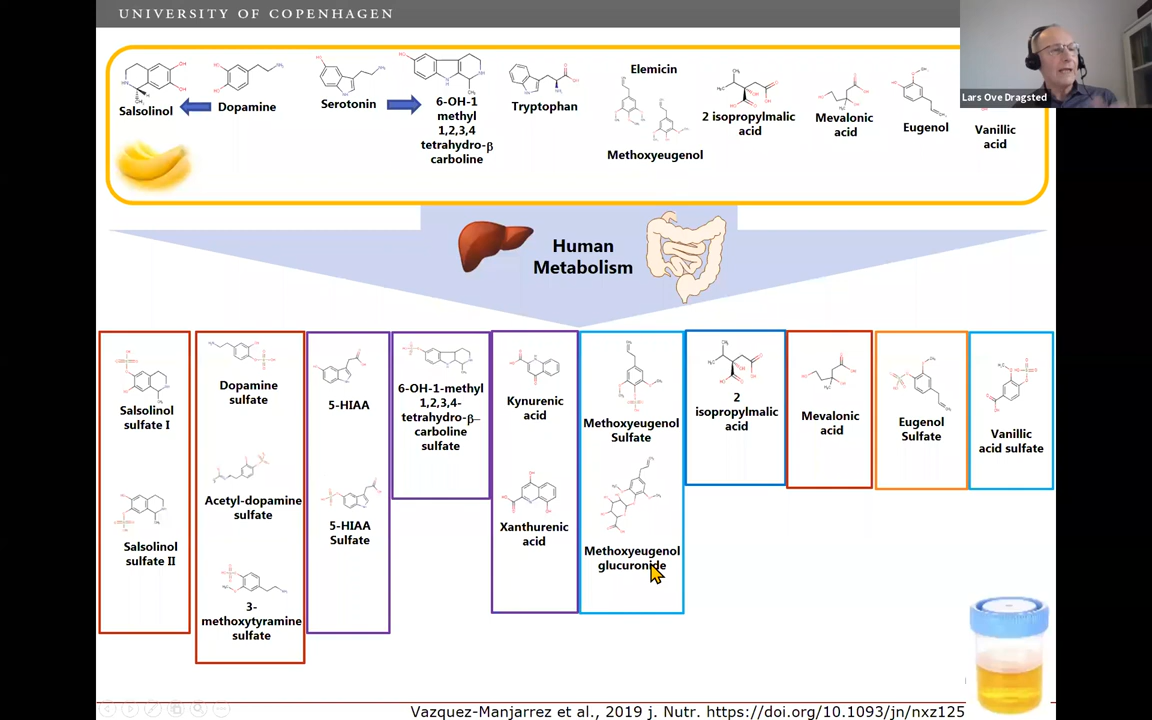 UNIVERSITY OF COPENHAGEN
Lars Ove Dragsted
Salsolinol
Dopamine
Serotonin
6-OH-1
methyl
1,2,3,4
tetrahydro-β
carboline
Tryptophan
Elemicin
Methoxyeugenol
2 isopropylmalic
acid
Mevalonic
acid
Eugenol
Vanillic
acid
Human
Metabolism
Salsolinol
sulfate I
Salsolinol
sulfate II
Dopamine
sulfate
Acetyl-dopamine
sulfate
3-
methoxytyramine
sulfate
5-HIAA
5-HIAA
Sulfate
6-OH-1-methyl
1,2,3,4-
tetrahydro-β–
carboline
sulfate
Kynurenic
acid
Xanthurenic
acid
Methoxyeugenol
Sulfate
Methoxyeugenol
glucuronide
2
isopropylmalic
acid
Mevalonic
acid
Eugenol
Sulfate
Vanillic
acid sulfate
Vazquez-Manjarrez et al., 2019 j. Nutr. https://doi.org/10.1093/jn/nxz125